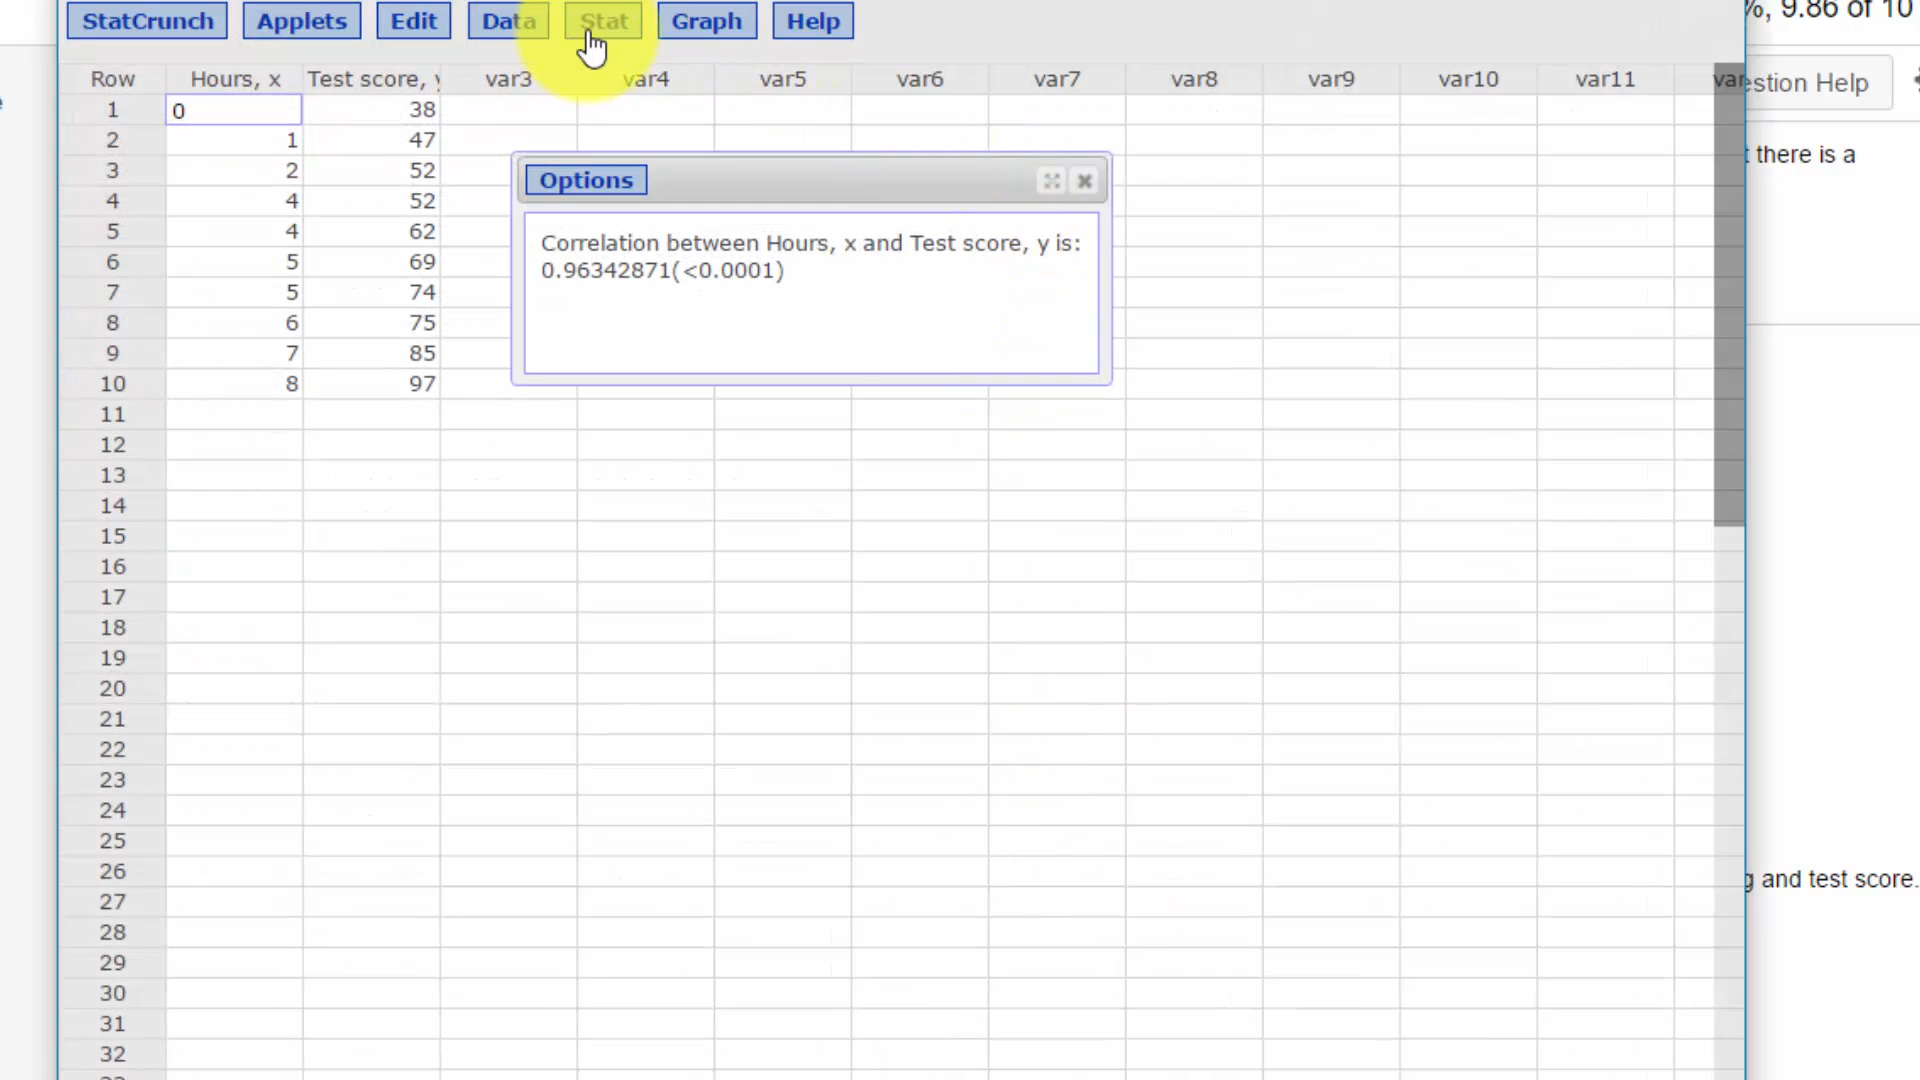 StatCrunch Applets Edit Data Stat Graph Help
%, 9.86 of 10
Row Hours, x Test score, y var3 var4 var5 var6 var7 var8 var9 var10 var11
estion Help
1 0 38
2 1 47
t there is a
3 2 52
Options
4 4 52
5 4 62
Correlation between Hours, x and Test score, y is:
0.96342871(<0.0001)
6 5 69
7 5 74
8 6 75
9 7 85
10 8 97
11
12
13
14
15
16
17
18
19
20
21
22
23
24
25
26
g and test score.
27
28
29
30
31
32